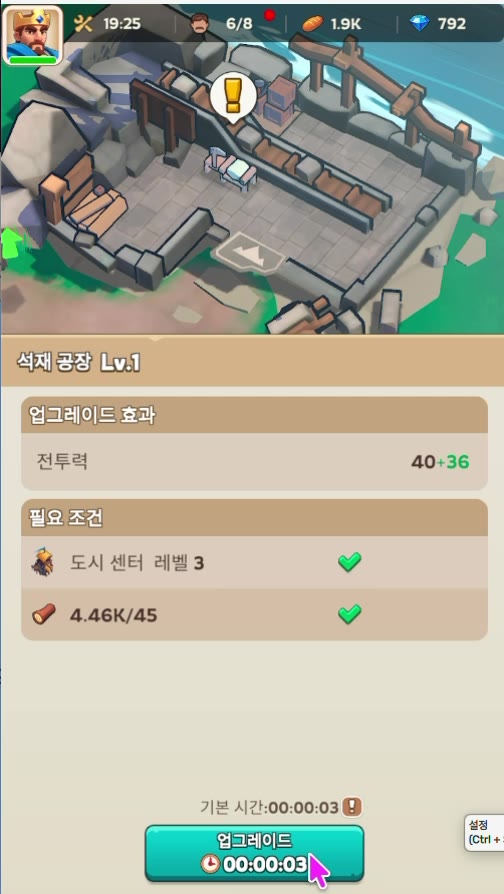 19:25 6/8 1.9K 792
석재 공장 Lv.1
업그레이드 효과
전투력 40+36
필요 조건
도시 센터 레벨 3
4.46K/45
기본 시간:00:00:03
업그레이드
00:00:03
설정
(Ctrl +